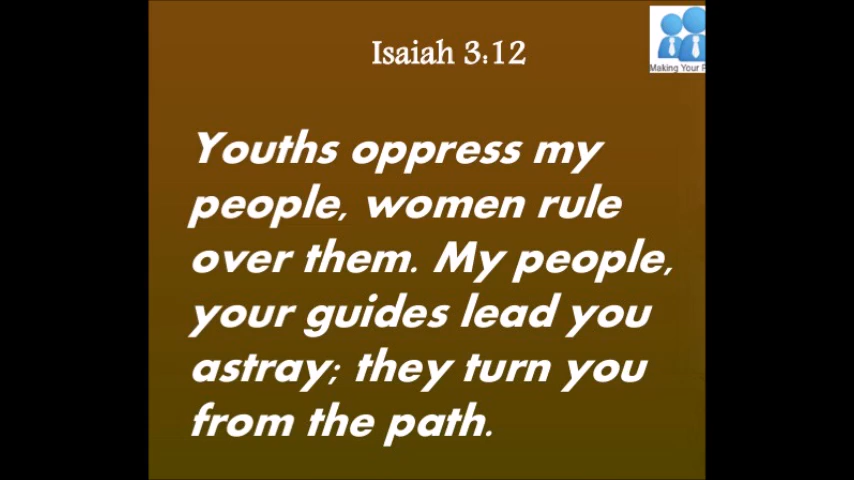 Isaiah 3:12
Making Your
Youths oppress my
people, women rule
over them. My people,
your guides lead you
astray; they turn you
from the path.